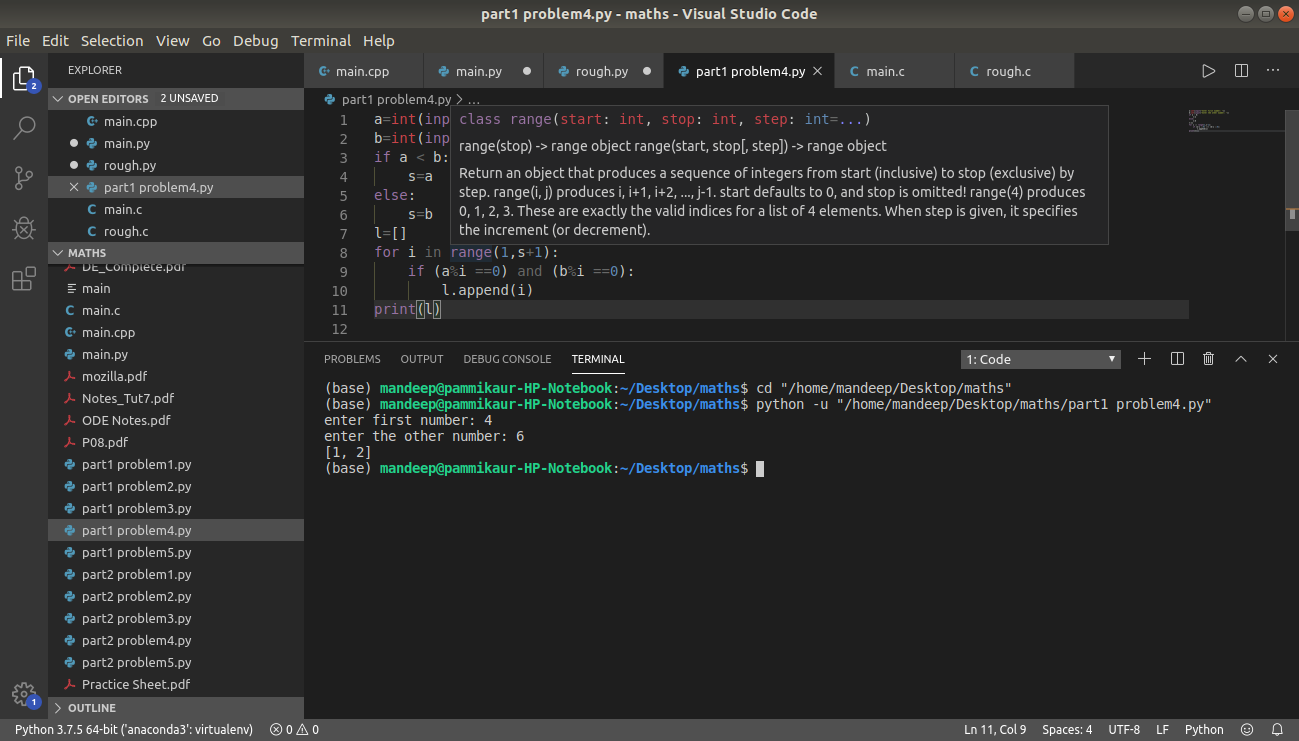 part1 problem4.py - maths - Visual Studio Code
File Edit Selection View Go Debug Terminal Help
EXPLORER
OPEN EDITORS 2 UNSAVED
main.cpp
main.py
rough.py
part1 problem4.py
main.c
rough.c
MATHS
DE_Complece.pdf
main
main.c
main.cpp
main.py
mozilla.pdf
Notes_Tut7.pdf
ODE Notes.pdf
P08.pdf
part1 problem1.py
part1 problem2.py
part1 problem3.py
part1 problem4.py
part1 problem5.py
part2 problem1.py
part2 problem2.py
part2 problem3.py
part2 problem4.py
part2 problem5.py
Practice Sheet.pdf
OUTLINE
2
1
main.cpp main.py rough.py part1 problem4.py main.c rough.c
part1 problem4.py > ...
1 a=int(inp
2 b=int(inp
3 if a < b:
4 s=a
5 else:
6 s=b
7 l=[]
8 for i in range(1,s+1):
9 if (a%i ==0) and (b%i ==0):
10 l.append(i)
11 print(l)
12
class range(start: int, stop: int, step: int=...)
range(stop) -> range object range(start, stop[, step]) -> range object
Return an object that produces a sequence of integers from start (inclusive) to stop (exclusive) by
step. range(i, j) produces i, i+1, i+2, ..., j-1. start defaults to 0, and stop is omitted! range(4) produces
0, 1, 2, 3. These are exactly the valid indices for a list of 4 elements. When step is given, it specifies
the increment (or decrement).
PROBLEMS OUTPUT DEBUG CONSOLE TERMINAL 1: Code
(base) mandeep@pammikaur-HP-Notebook:~/Desktop/maths$ cd "/home/mandeep/Desktop/maths"
(base) mandeep@pammikaur-HP-Notebook:~/Desktop/maths$ python -u "/home/mandeep/Desktop/maths/part1 problem4.py"
enter first number: 4
enter the other number: 6
[1, 2]
(base) mandeep@pammikaur-HP-Notebook:~/Desktop/maths$
Python 3.7.5 64-bit ('anaconda3': virtualenv) 0 0 Ln 11, Col 9 Spaces: 4 UTF-8 LF Python